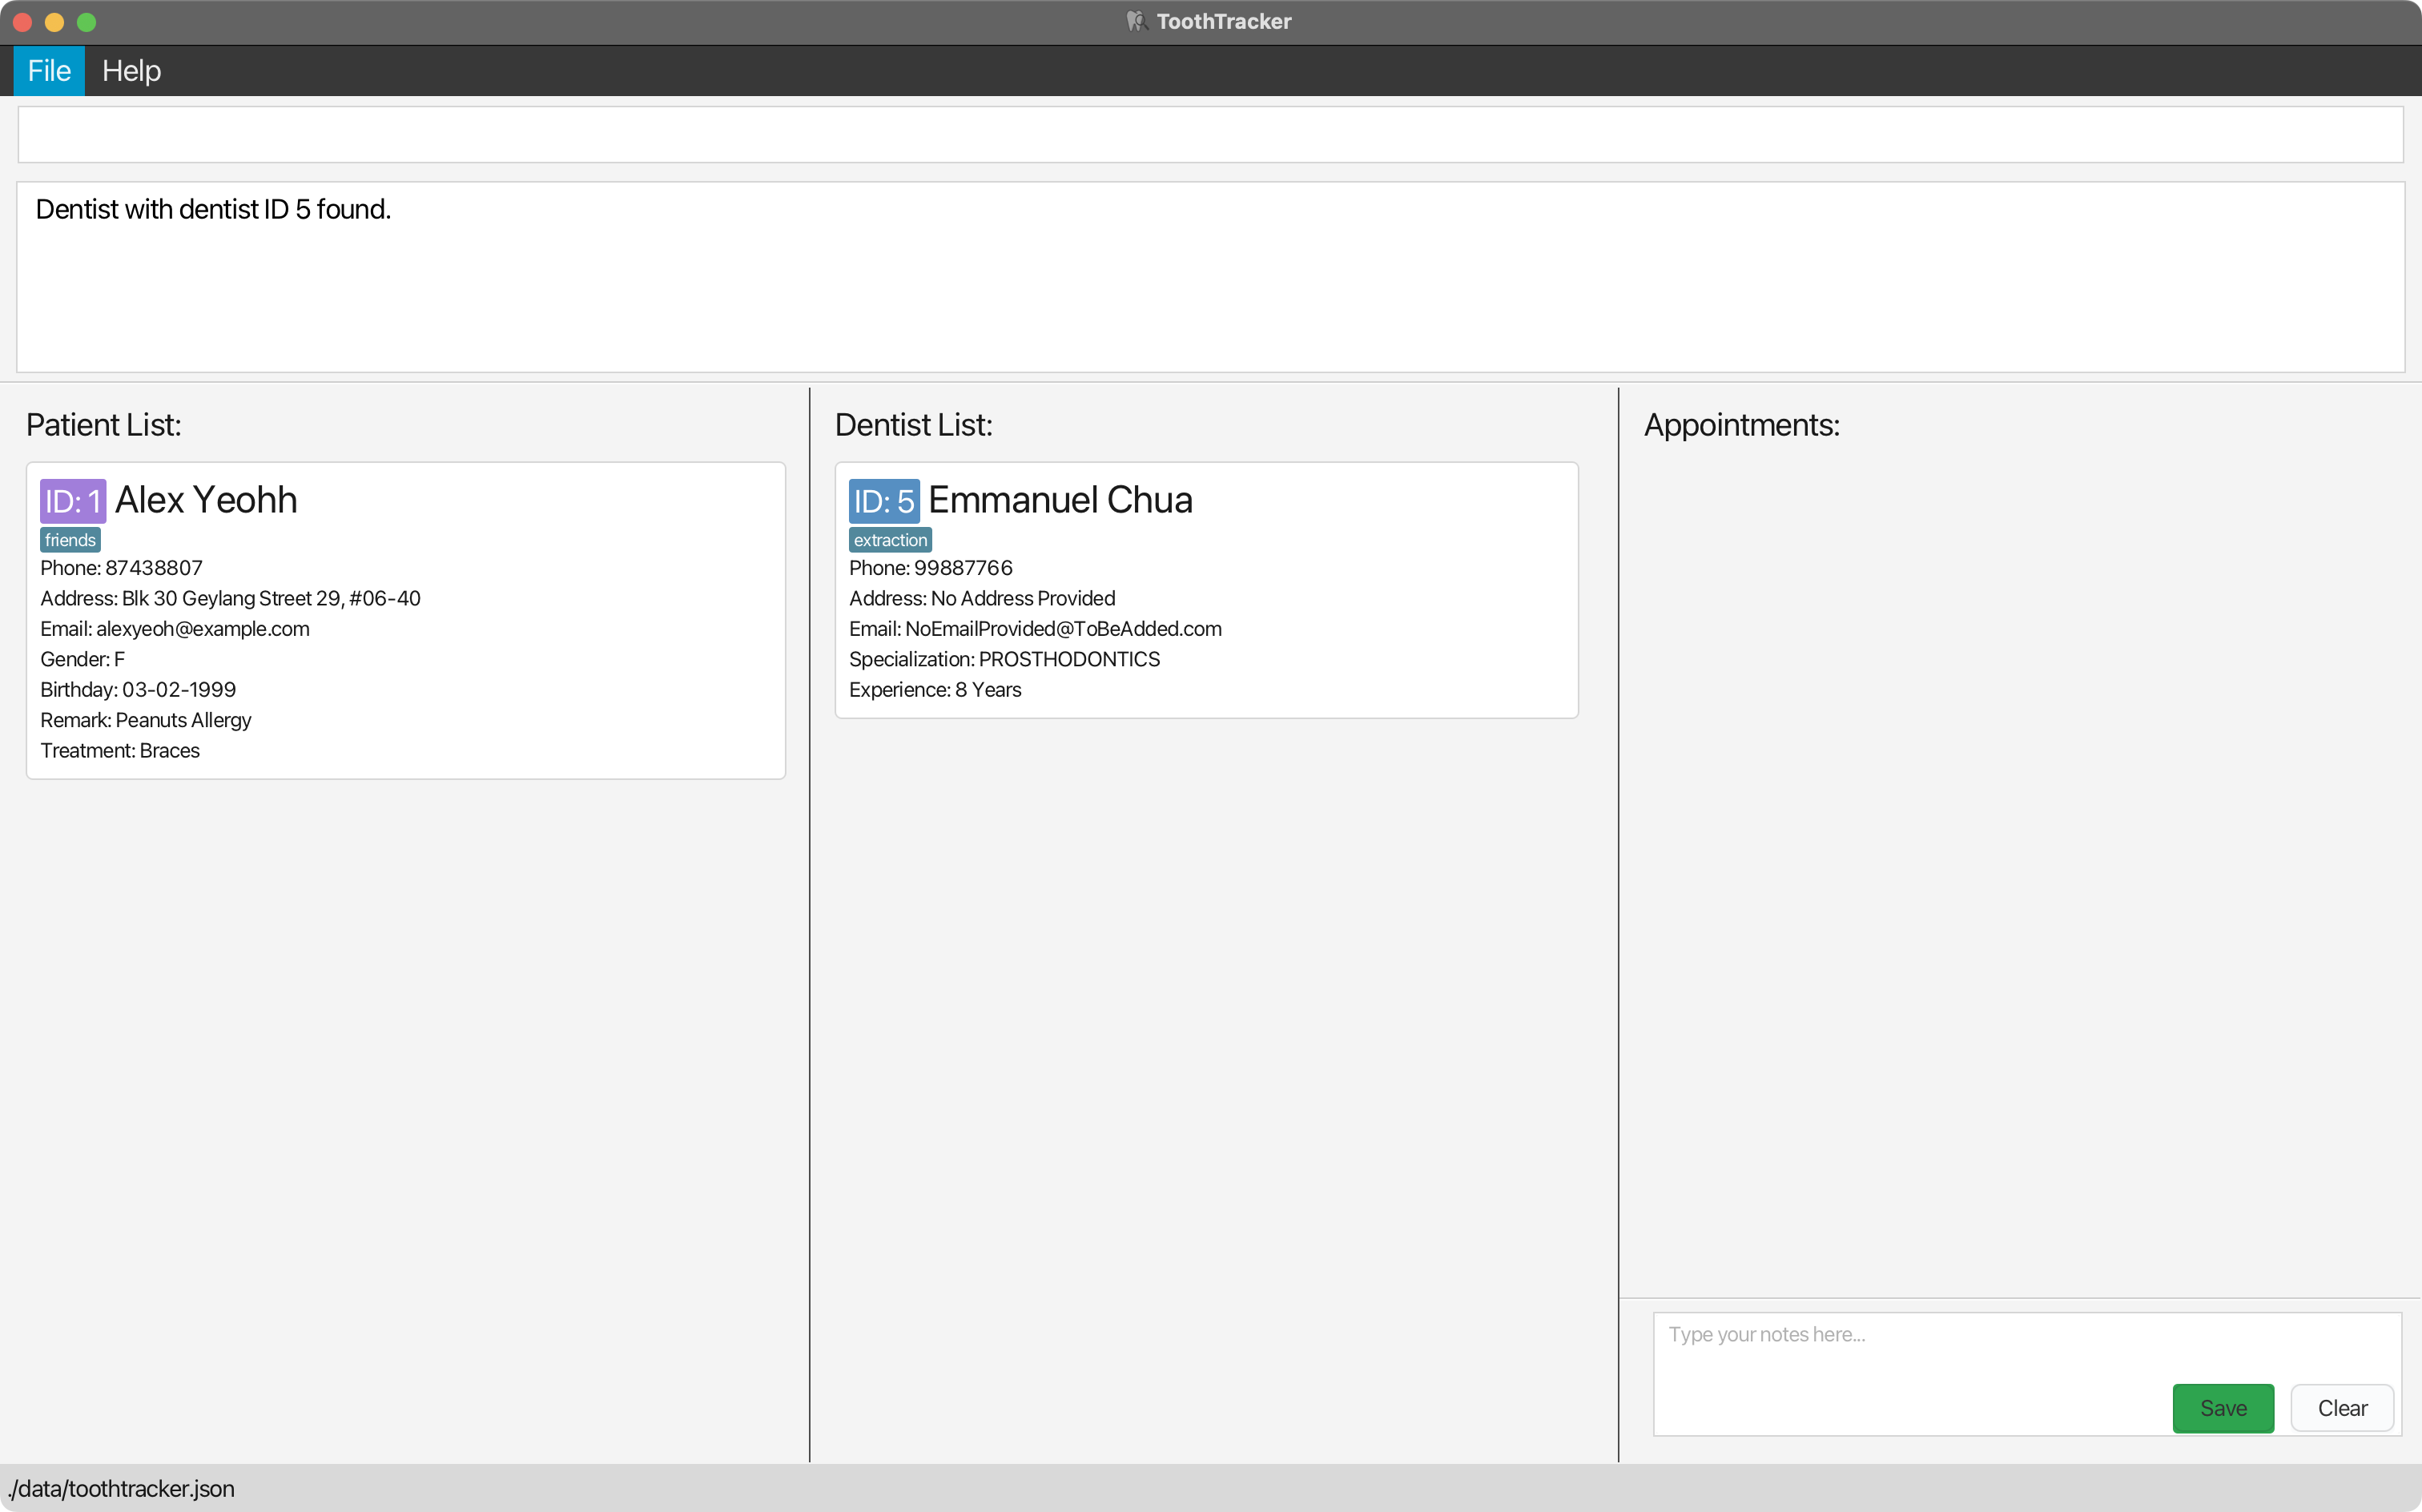 ToothTracker
File Help
Dentist with dentist ID 5 found.
Patient List:
ID: 1 Alex Yeohh
friends
Phone: 87438807
Address: Blk 30 Geylang Street 29, #06-40
Email: alexyeoh@example.com
Gender: F
Birthday: 03-02-1999
Remark: Peanuts Allergy
Treatment: Braces
Dentist List:
ID: 5 Emmanuel Chua
extraction
Phone: 99887766
Address: No Address Provided
Email: NoEmailProvided@ToBeAdded.com
Specialization: PROSTHODONTICS
Experience: 8 Years
Appointments:
Type your notes here...
Save Clear
./data/toothtracker.json